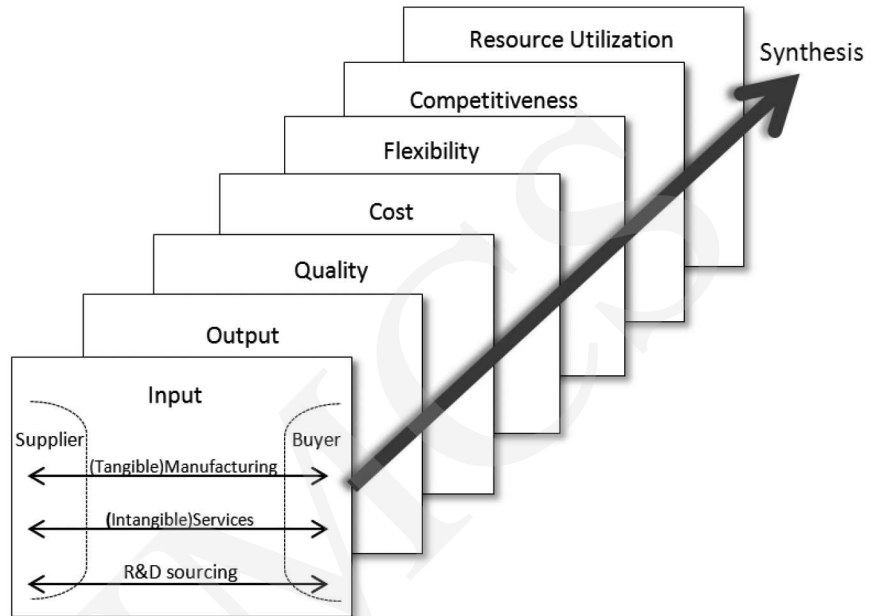 Resource Utilization
Synthesis
Competitiveness
Flexibility
Cost
Quality
Output
Input
Supplier Buyer
(Tangible)Manufacturing
(Intangible)Services
R&D sourcing